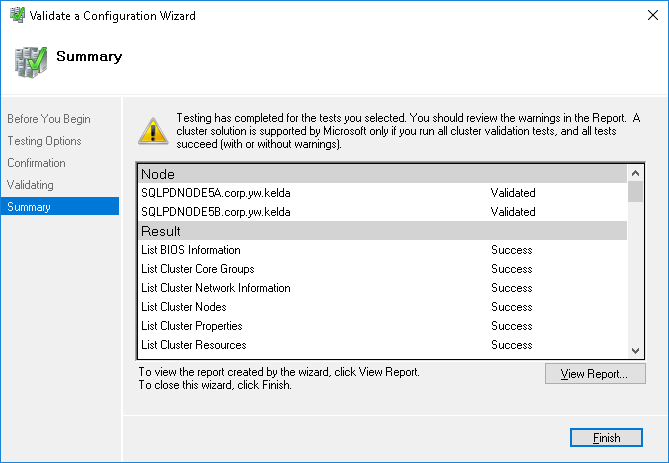 Validate a Configuration Wizard
Summary
Before You Begin
Testing Options
Confirmation
Validating
Summary
Testing has completed for the tests you selected. You should review the warnings in the Report. A
cluster solution is supported by Microsoft only if you run all cluster validation tests, and all tests
succeed (with or without warnings).
Node
SQLPDNODE5A.corp.yw.kelda Validated
SQLPDNODE5B.corp.yw.kelda Validated
Result
List BIOS Information Success
List Cluster Core Groups Success
List Cluster Network Information Success
List Cluster Nodes Success
List Cluster Properties Success
List Cluster Resources Success
To view the report created by the wizard, click View Report.
To close this wizard, click Finish.
View Report...
Finish